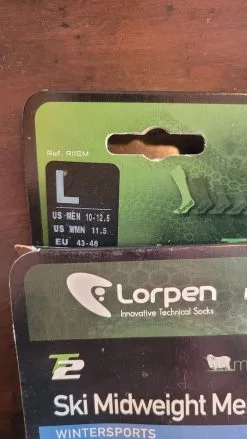 Ref. R11SM
L
US MEN 10-12.5
US WMN 11.5
EU 43-46
Lorpen
Innovative Technical Socks
T2
Ski Midweight Me
WINTERSPORTS